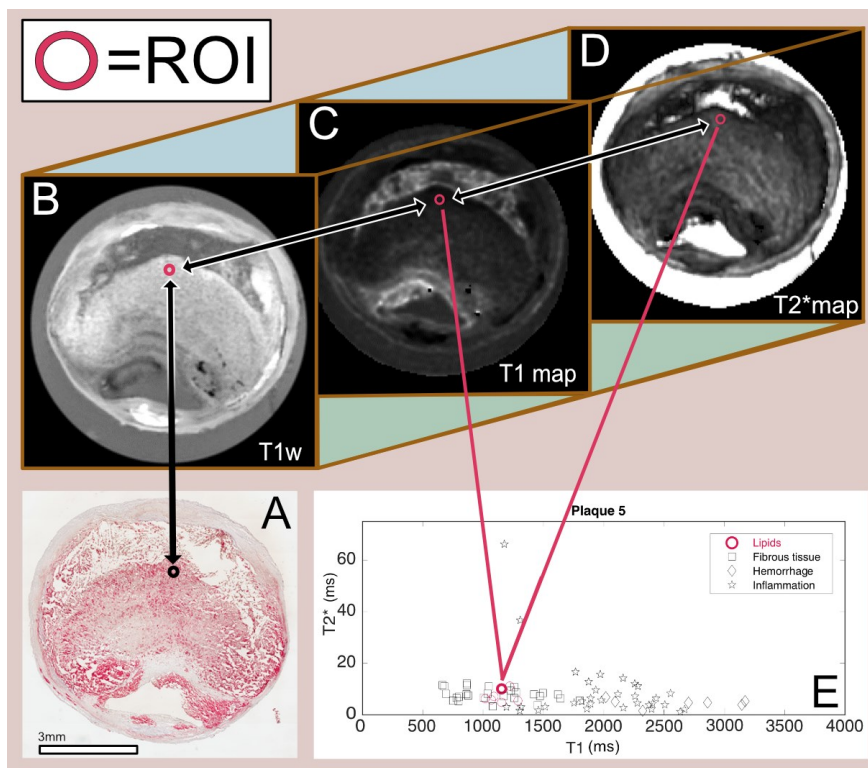 =ROI
D
T2*map
C
T1 map
B
T1w
A
3mm
Plaque 5
Lipids
Fibrous tissue
Hemorrhage
Inflammation
T2* (ms)
60
40
20
0
0
500
1000
1500
2000
2500
3000
3500
4000
T1 (ms)
E